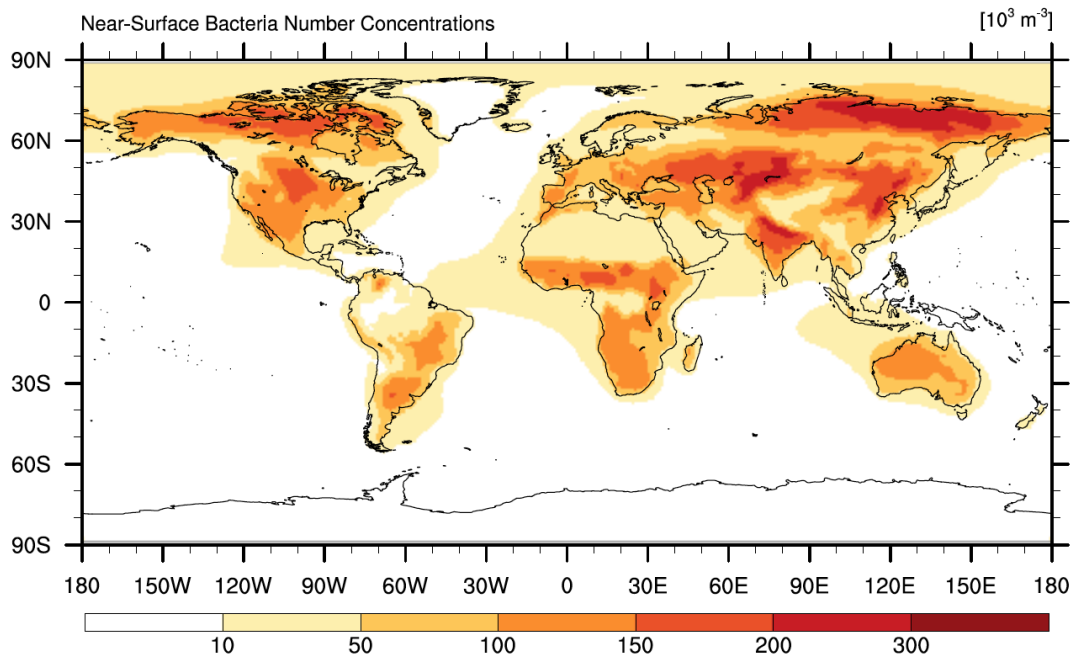 Near-Surface Bacteria Number Concentrations [10³ m⁻³]
90N
60N
30N
0
30S
60S
90S
180 150W 120W 90W 60W 30W 0 30E 60E 90E 120E 150E 180
10 50 100 150 200 300